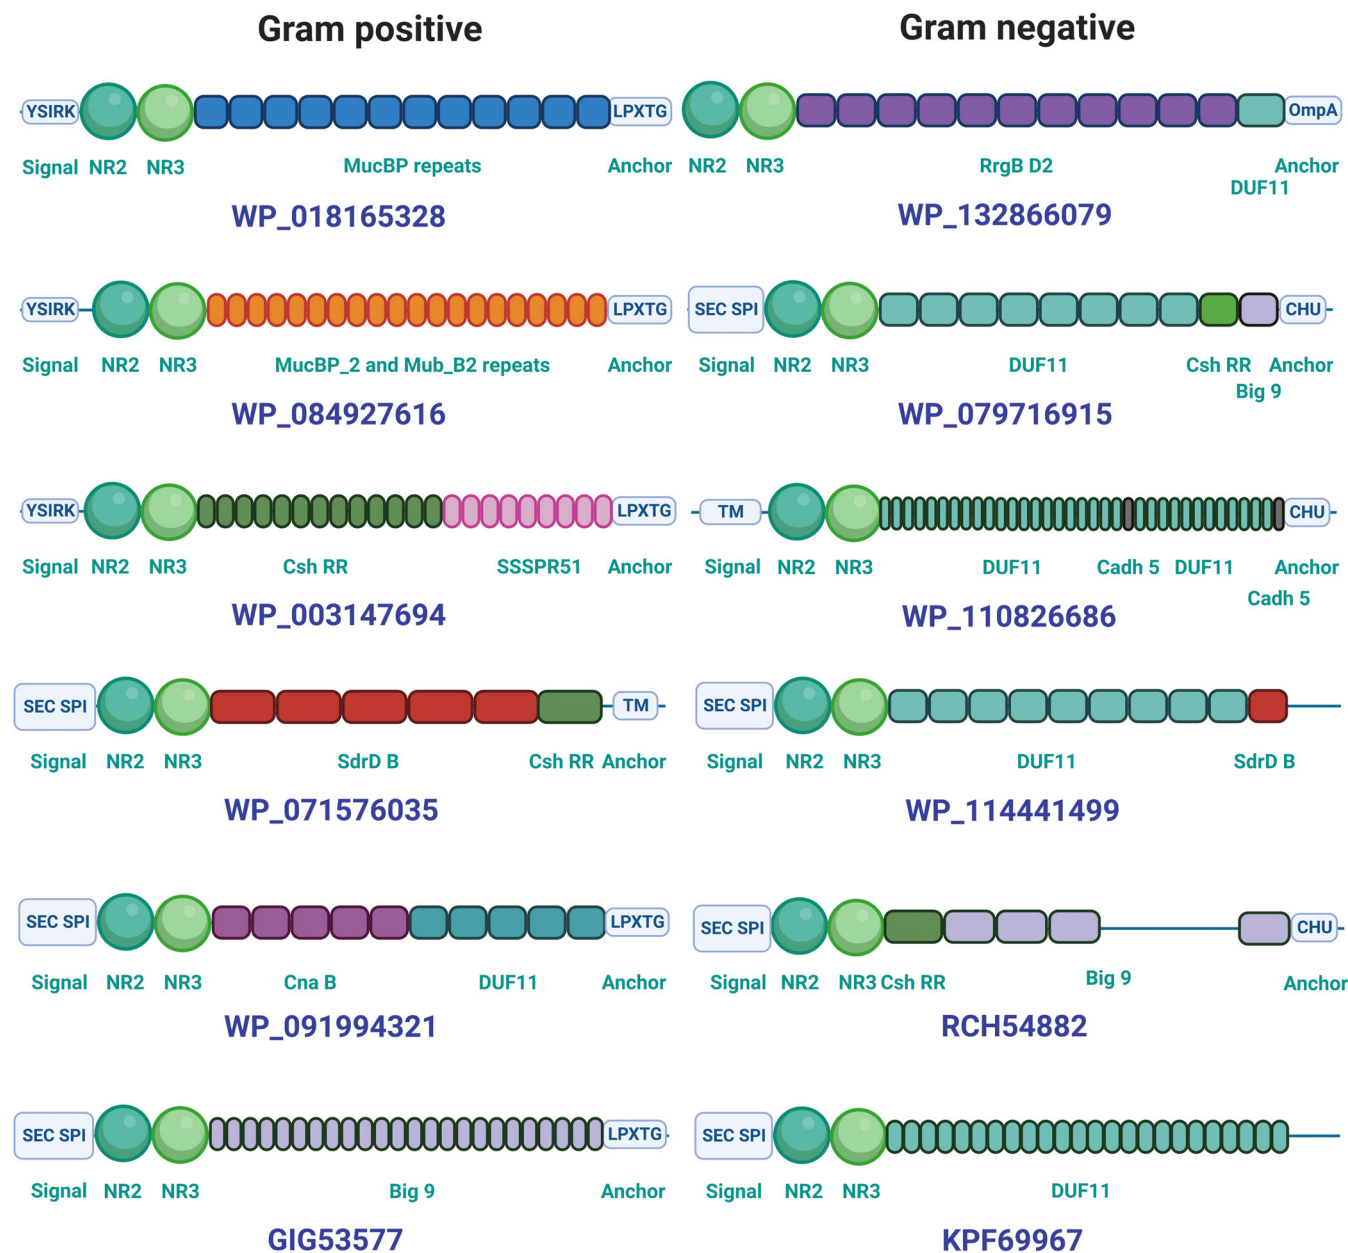 Gram positive
Gram negative
YSIRK LPXTG
Signal NR2 NR3 MucBP repeats Anchor
WP_018165328
OmpA
NR2 NR3 RrgB D2 Anchor
DUF11
WP_132866079
YSIRK LPXTG
Signal NR2 NR3 MucBP_2 and Mub_B2 repeats Anchor
WP_084927616
SEC SPI CHU
Signal NR2 NR3 DUF11 Csh RR Anchor
Big 9
WP_079716915
YSIRK LPXTG
Signal NR2 NR3 Csh RR SSSPR51 Anchor
WP_003147694
TM CHU
Signal NR2 NR3 DUF11 Cadh 5 DUF11 Anchor
Cadh 5
WP_110826686
SEC SPI TM
Signal NR2 NR3 SdrD B Csh RR Anchor
WP_071576035
SEC SPI
Signal NR2 NR3 DUF11 SdrD B
WP_114441499
SEC SPI LPXTG
Signal NR2 NR3 Cna B DUF11 Anchor
WP_091994321
SEC SPI CHU
Signal NR2 NR3 Csh RR Big 9 Anchor
RCH54882
SEC SPI LPXTG
Signal NR2 NR3 Big 9 Anchor
GIG53577
SEC SPI
Signal NR2 NR3 DUF11
KPF69967